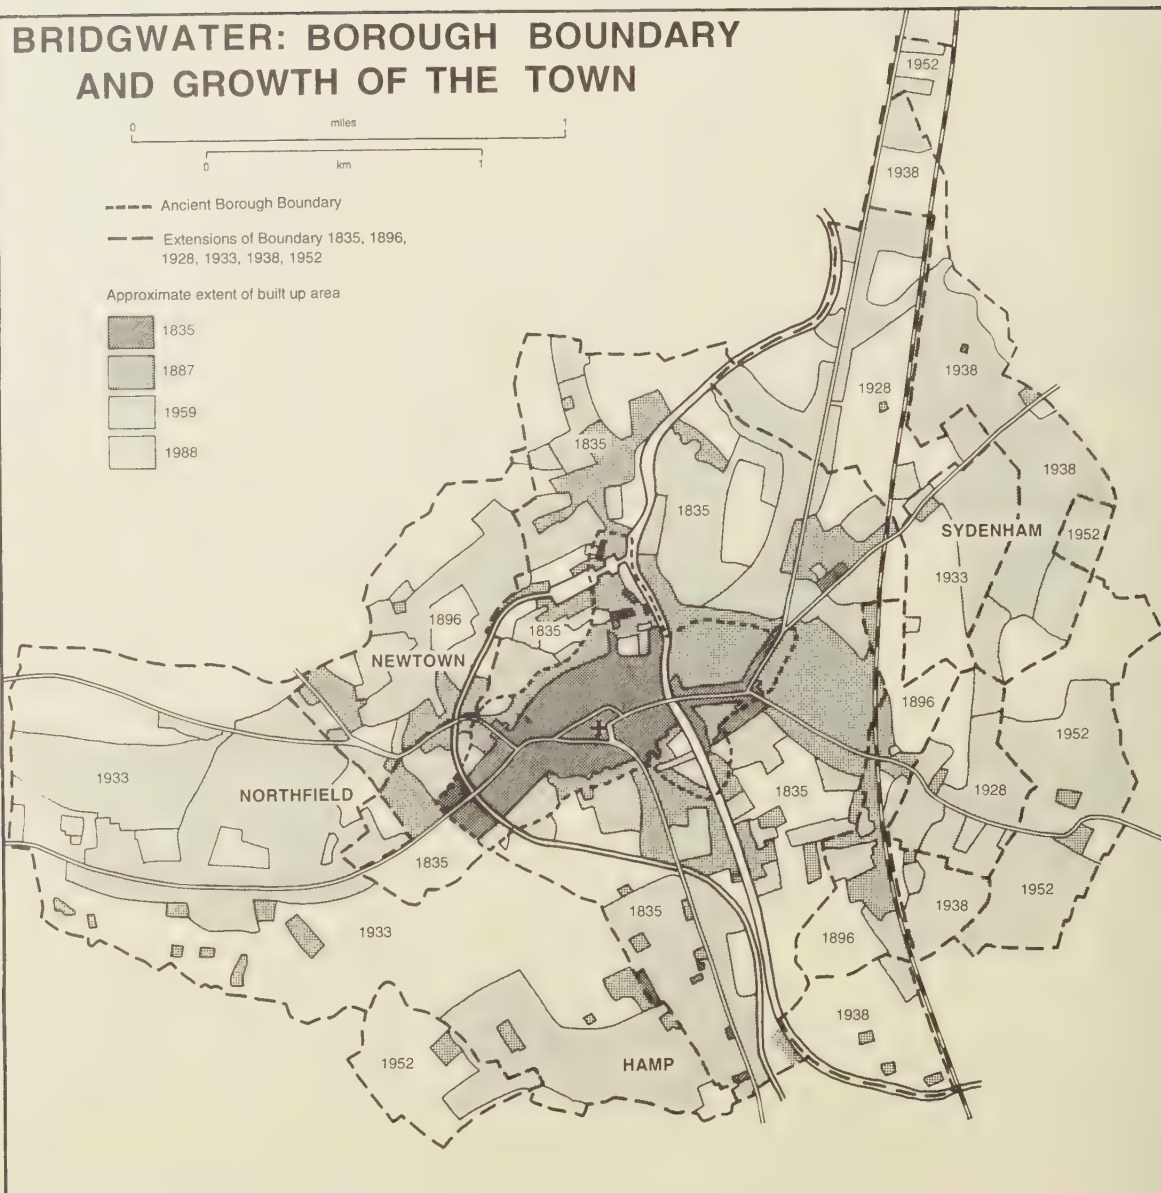 BRIDGWATER: BOROUGH BOUNDARY
AND GROWTH OF THE TOWN
0 miles 1
0 km 1
Ancient Borough Boundary
Extensions of Boundary 1835, 1896,
1928, 1933, 1938, 1952
Approximate extent of built up area
1835
1887
1959
1988
1952
1938
1928
1938
1835
1938
1835
SYDENHAM
1952
1933
1896
1835
NEWTOWN
1896
1952
1933
NORTHFIELD
1835
1928
1835
1952
1938
1835
1933
1896
1938
1952
HAMP